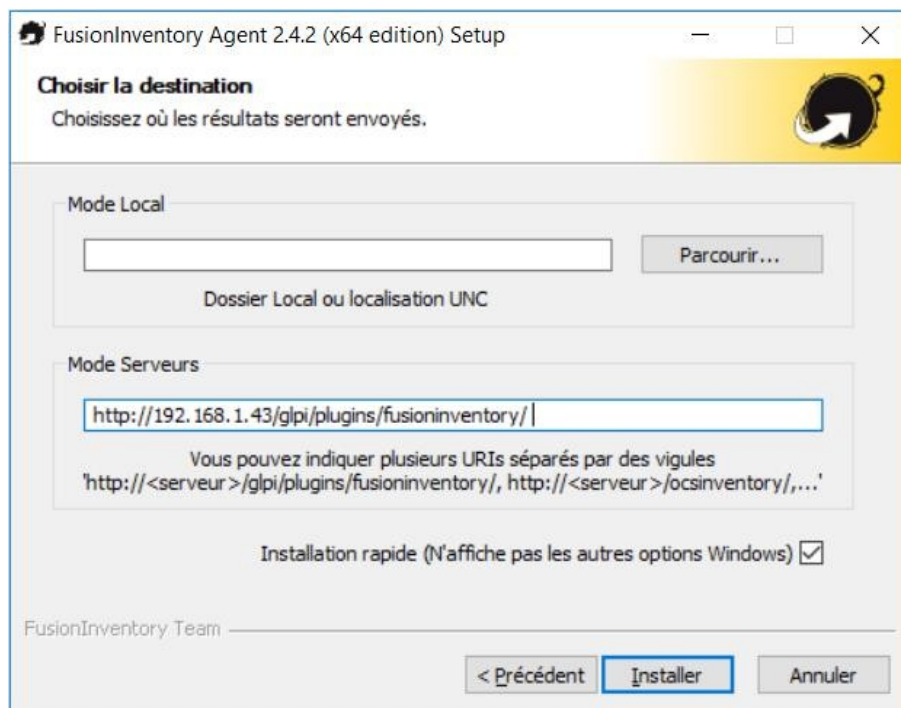 FusionInventory Agent 2.4.2 (x64 edition) Setup
Choisir la destination
Choisissez où les résultats seront envoyés.
Mode Local
Parcourir...
Dossier Local ou localisation UNC
Mode Serveurs
http://192.168.1.43/glpi/plugins/fusioninventory/
Vous pouvez indiquer plusieurs URIs séparés par des vigules
'http://<serveur>/glpi/plugins/fusioninventory/, http://<serveur>/ocsinventory/,...'
Installation rapide (N'affiche pas les autres options Windows)
FusionInventory Team
< Précédent Installer Annuler